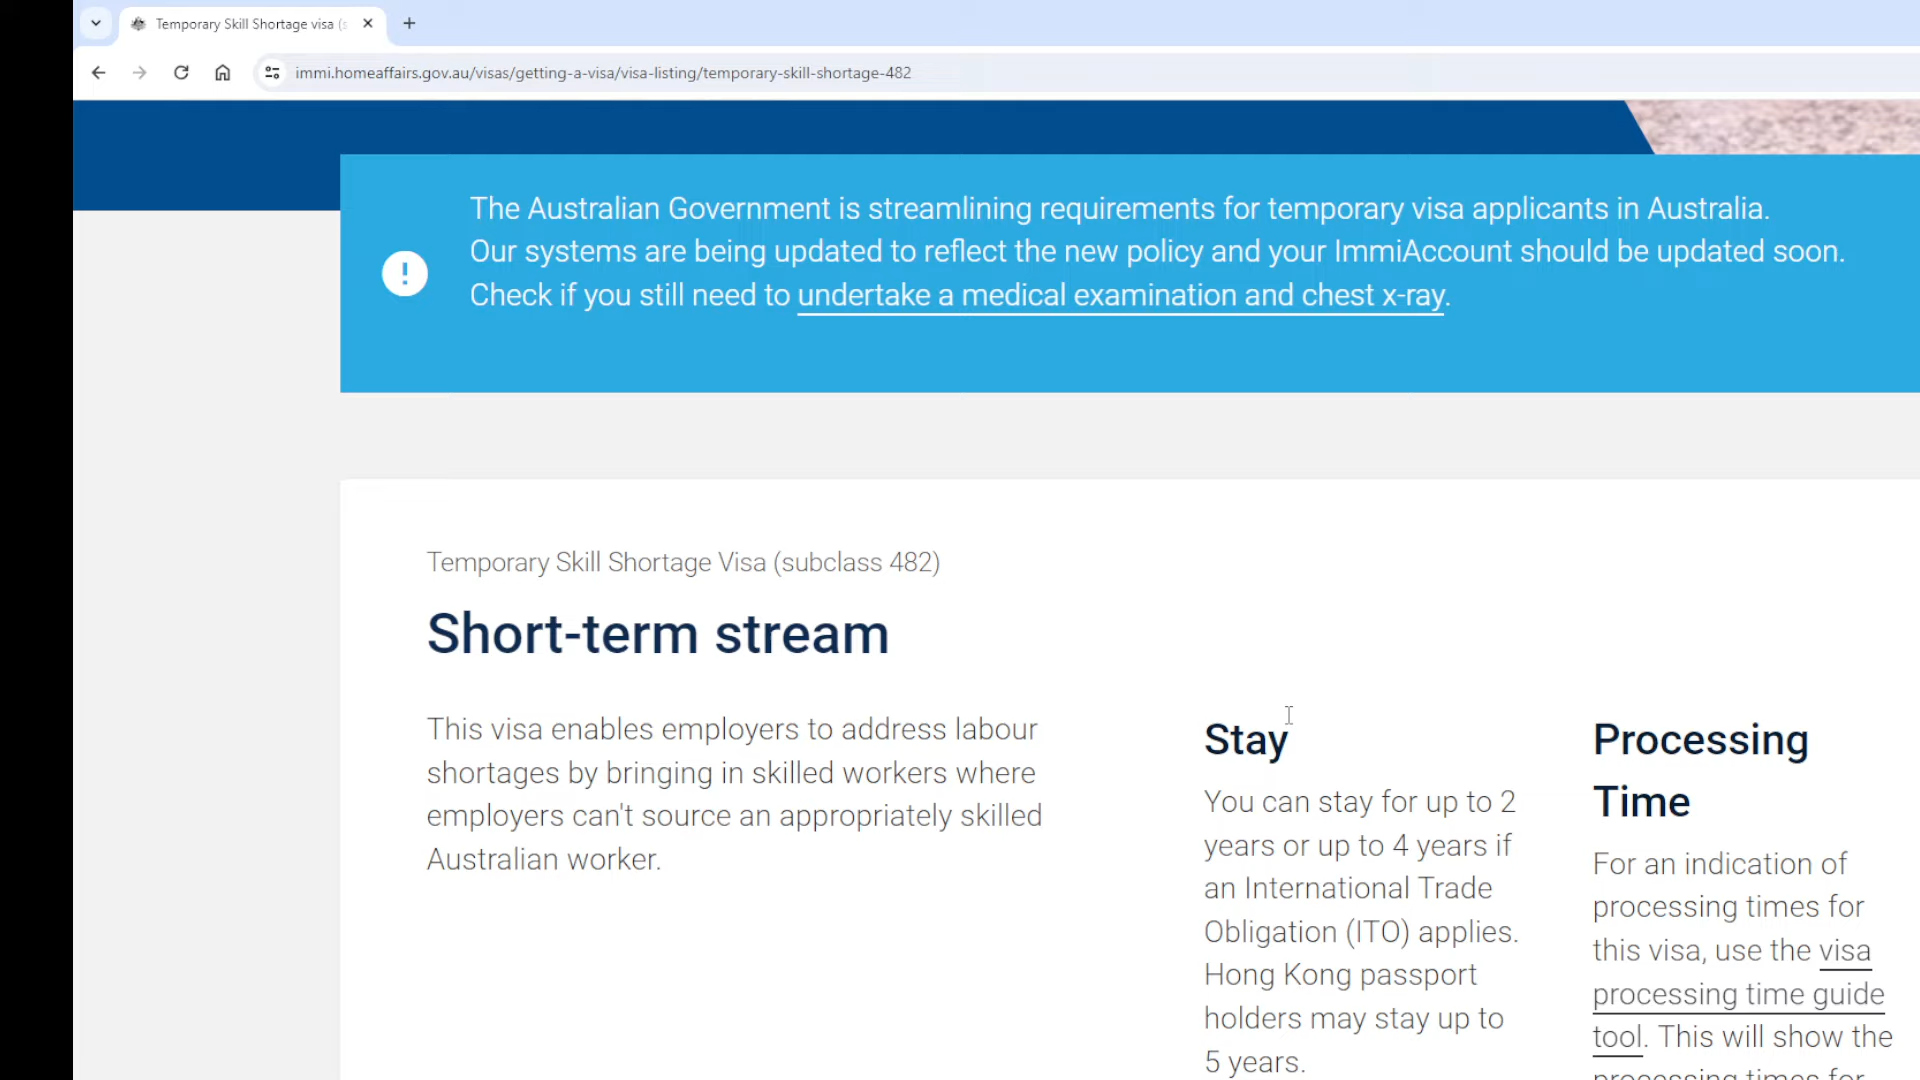 Temporary Skill Shortage visa (s
immi.homeaffairs.gov.au/visas/getting-a-visa/visa-listing/temporary-skill-shortage-482
The Australian Government is streamlining requirements for temporary visa applicants in Australia.
Our systems are being updated to reflect the new policy and your ImmiAccount should be updated soon.
Check if you still need to undertake a medical examination and chest x-ray.
Temporary Skill Shortage Visa (subclass 482)
Short-term stream
This visa enables employers to address labour
shortages by bringing in skilled workers where
employers can't source an appropriately skilled
Australian worker.
Stay
You can stay for up to 2
years or up to 4 years if
an International Trade
Obligation (ITO) applies.
Hong Kong passport
holders may stay up to
5 years.
Processing
Time
For an indication of
processing times for
this visa, use the visa
processing time guide
tool. This will show the
processing times for